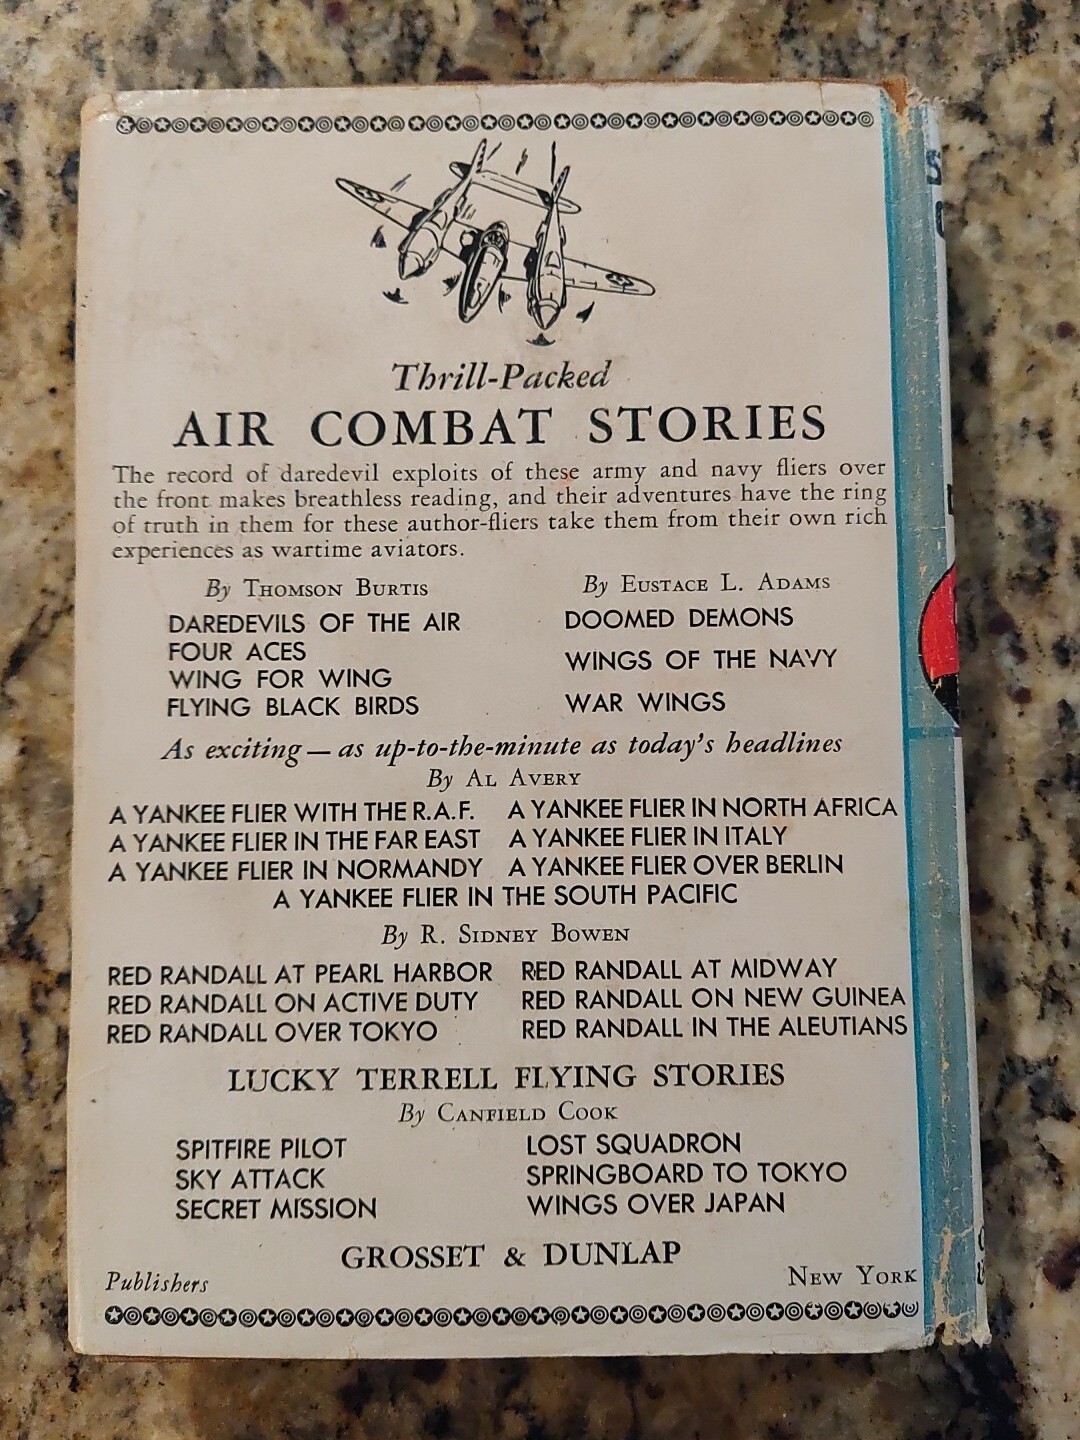 Thrill-Packed
AIR COMBAT STORIES
The record of daredevil exploits of these army and navy fliers over
the front makes breathless reading, and their adventures have the ring
of truth in them for these author-fliers take them from their own rich
experiences as wartime aviators.
By THOMSON BURTIS
DAREDEVILS OF THE AIR
FOUR ACES
WING FOR WING
FLYING BLACK BIRDS
By EUSTACE L. ADAMS
DOOMED DEMONS
WINGS OF THE NAVY
WAR WINGS
As exciting — as up-to-the-minute as today's headlines
By AL AVERY
A YANKEE FLIER WITH THE R.A.F. A YANKEE FLIER IN NORTH AFRICA
A YANKEE FLIER IN THE FAR EAST A YANKEE FLIER IN ITALY
A YANKEE FLIER IN NORMANDY A YANKEE FLIER OVER BERLIN
A YANKEE FLIER IN THE SOUTH PACIFIC
By R. SIDNEY BOWEN
RED RANDALL AT PEARL HARBOR RED RANDALL AT MIDWAY
RED RANDALL ON ACTIVE DUTY RED RANDALL ON NEW GUINEA
RED RANDALL OVER TOKYO RED RANDALL IN THE ALEUTIANS
LUCKY TERRELL FLYING STORIES
By CANFIELD COOK
SPITFIRE PILOT LOST SQUADRON
SKY ATTACK SPRINGBOARD TO TOKYO
SECRET MISSION WINGS OVER JAPAN
GROSSET & DUNLAP
Publishers NEW YORK